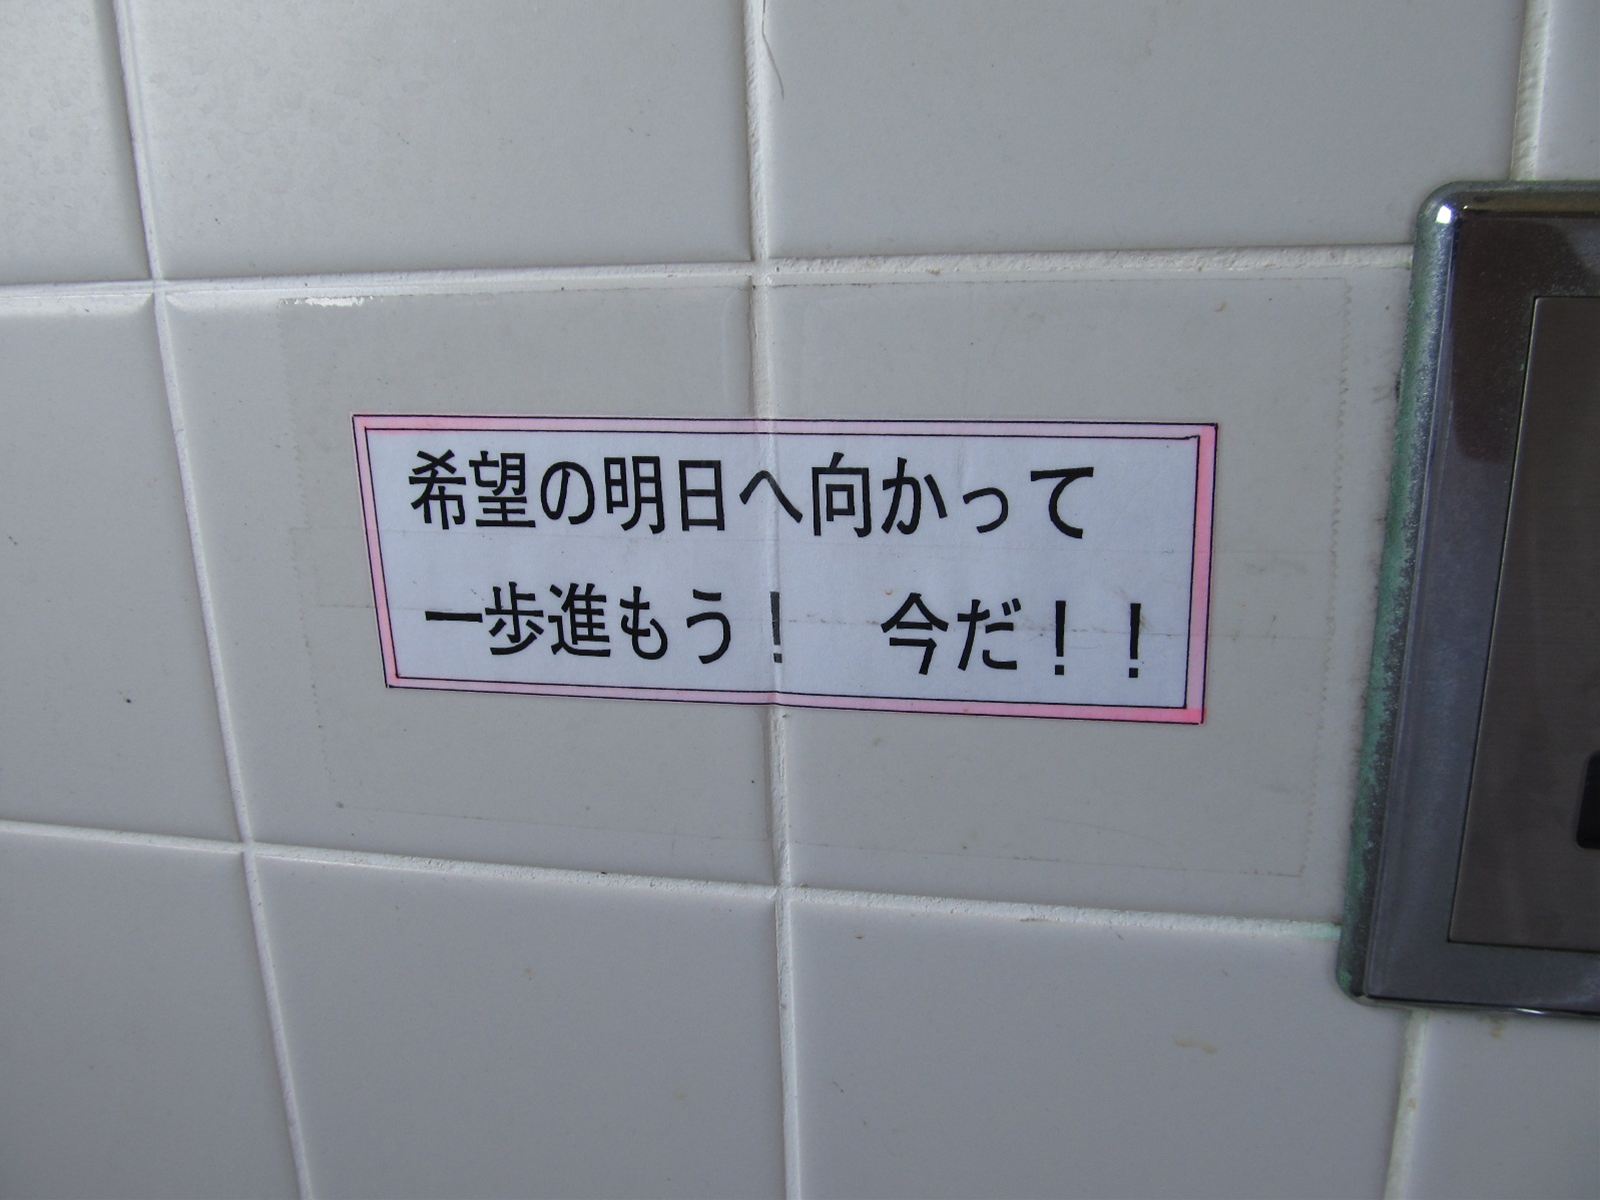 希望の明日へ向かって
一歩進もう！　今だ！！